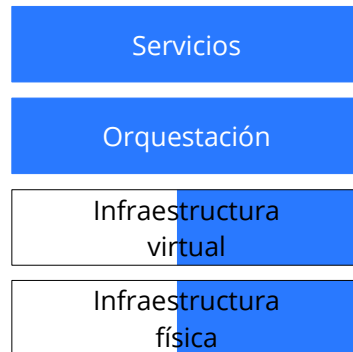 Servicios
Orquestación
Infraestructura
virtual
Infraestructura
física